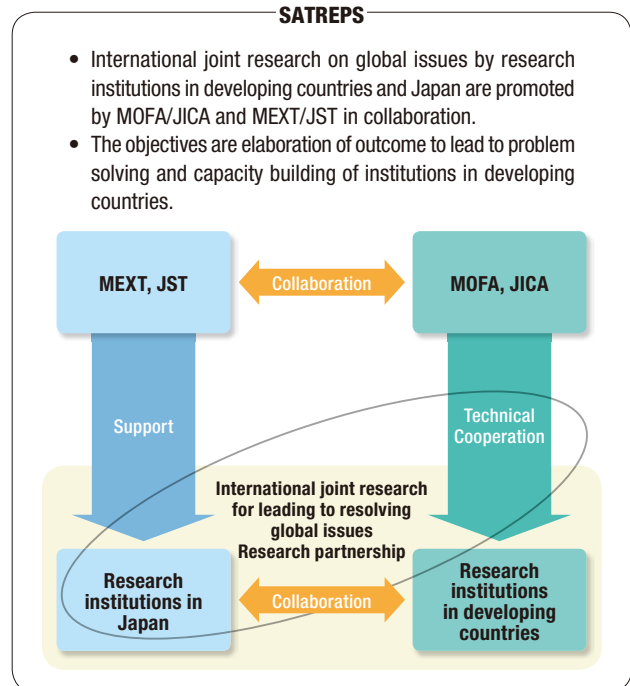 SATREPS
• International joint research on global issues by research
institutions in developing countries and Japan are promoted
by MOFA/JICA and MEXT/JST in collaboration.
• The objectives are elaboration of outcome to lead to problem
solving and capacity building of institutions in developing
countries.
MEXT, JST
Collaboration
MOFA, JICA
Support
Technical
Cooperation
International joint research
for leading to resolving
global issues
Research partnership
Research
institutions in
Japan
Collaboration
Research
institutions
in developing
countries